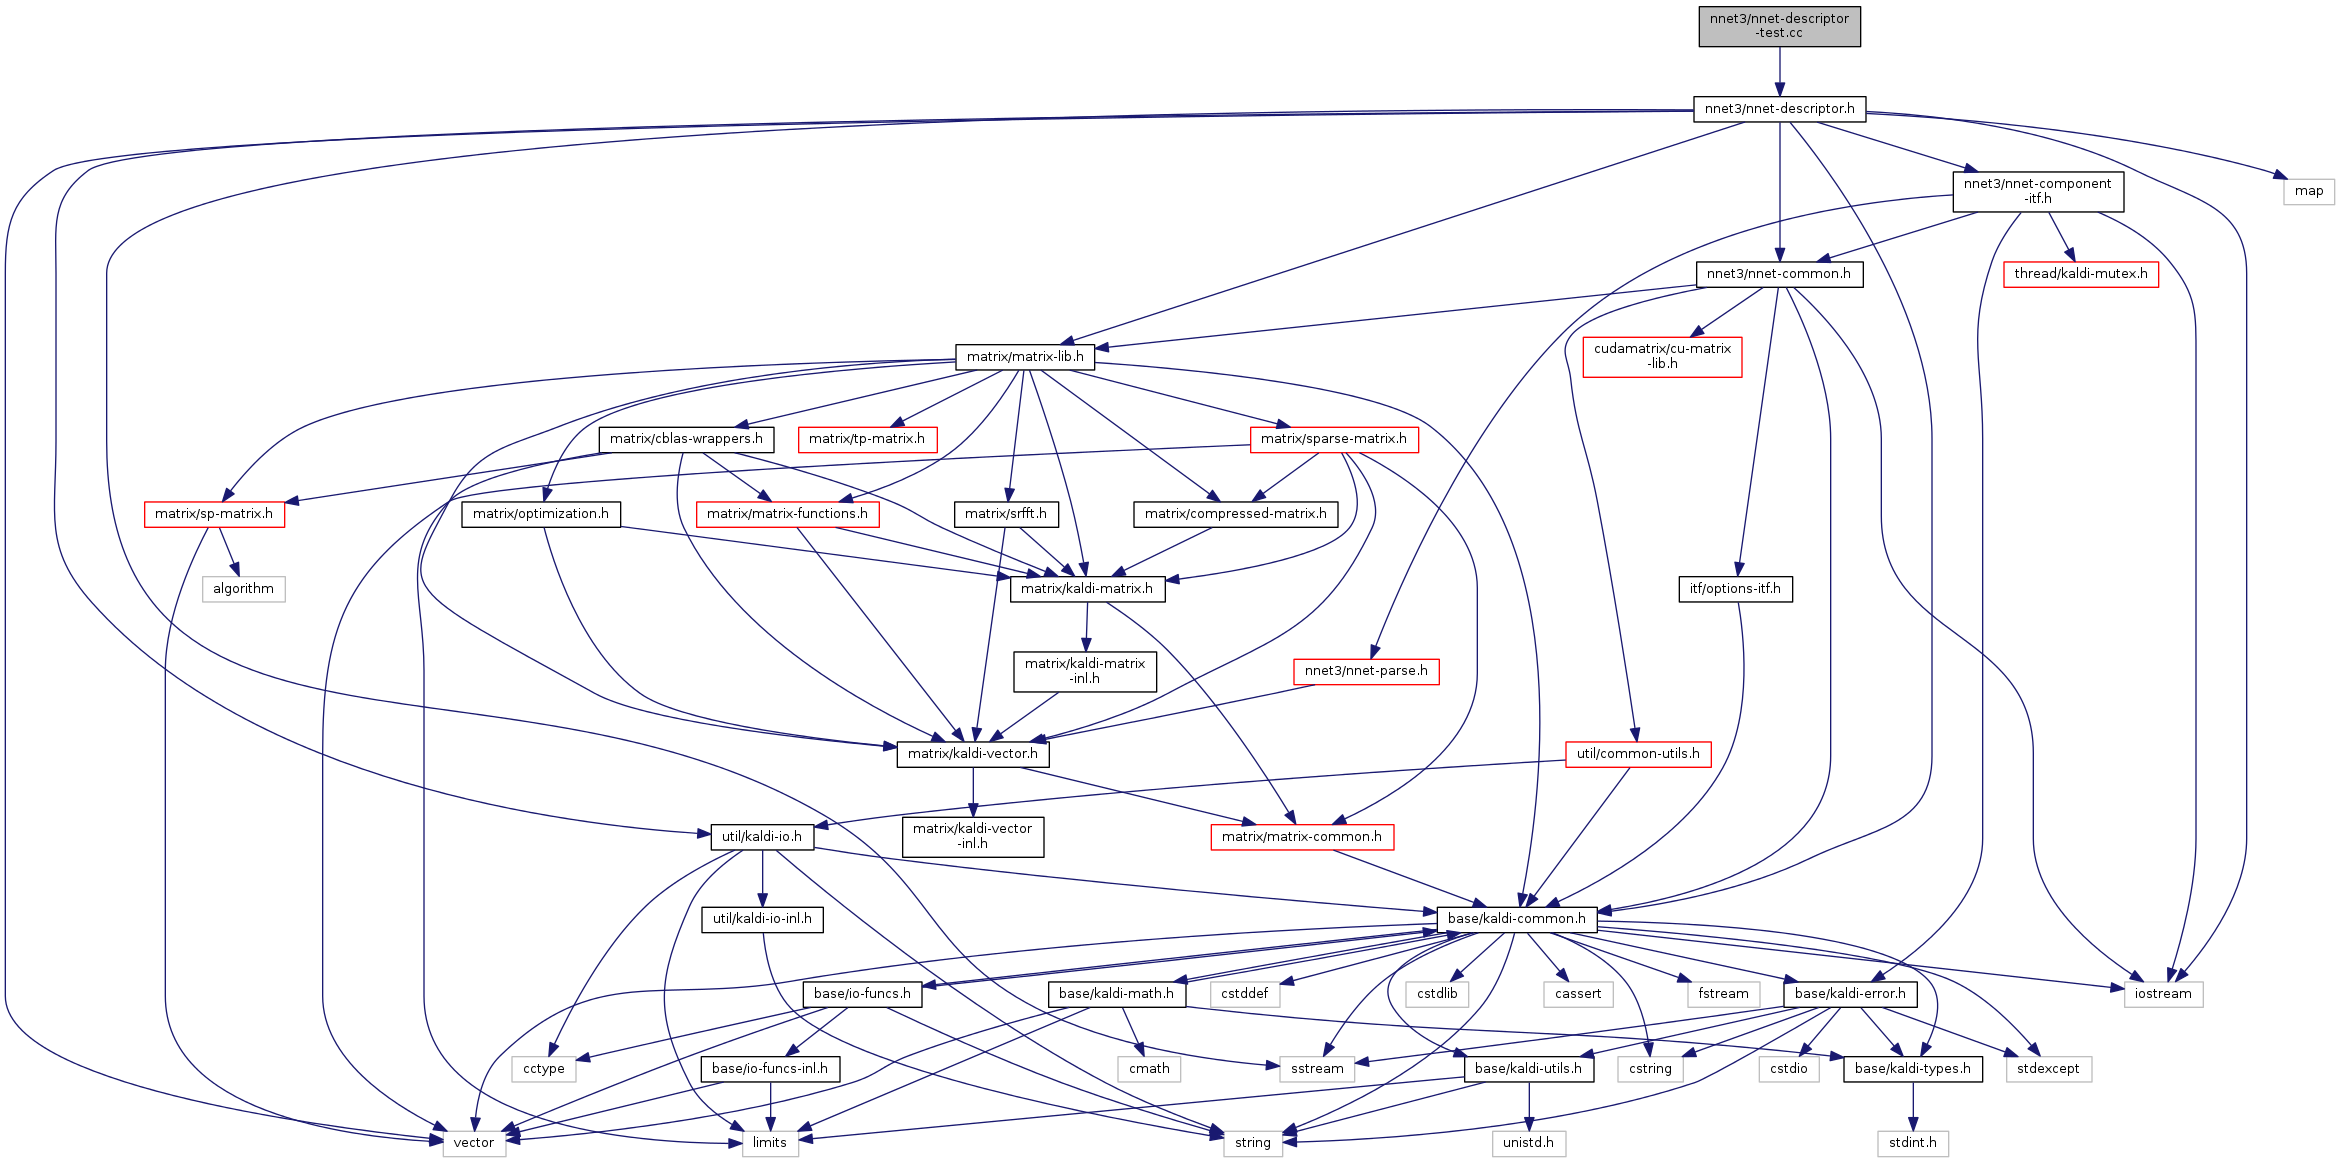 nnet3/nnet-descriptor
-test.cc
nnet3/nnet-descriptor.h
nnet3/nnet-component
-itf.h
map
nnet3/nnet-common.h
thread/kaldi-mutex.h
matrix/matrix-lib.h
cudamatrix/cu-matrix
-lib.h
matrix/cblas-wrappers.h
matrix/tp-matrix.h
matrix/sparse-matrix.h
matrix/sp-matrix.h
matrix/optimization.h
matrix/matrix-functions.h
matrix/srfft.h
matrix/compressed-matrix.h
algorithm
matrix/kaldi-matrix.h
itf/options-itf.h
matrix/kaldi-matrix
-inl.h
nnet3/nnet-parse.h
matrix/kaldi-vector.h
util/common-utils.h
util/kaldi-io.h
matrix/kaldi-vector
-inl.h
matrix/matrix-common.h
util/kaldi-io-inl.h
base/kaldi-common.h
base/io-funcs.h
base/kaldi-math.h
cstddef
cstdlib
cassert
fstream
base/kaldi-error.h
iostream
cctype
base/io-funcs-inl.h
cmath
sstream
base/kaldi-utils.h
cstring
cstdio
base/kaldi-types.h
stdexcept
vector
limits
string
unistd.h
stdint.h